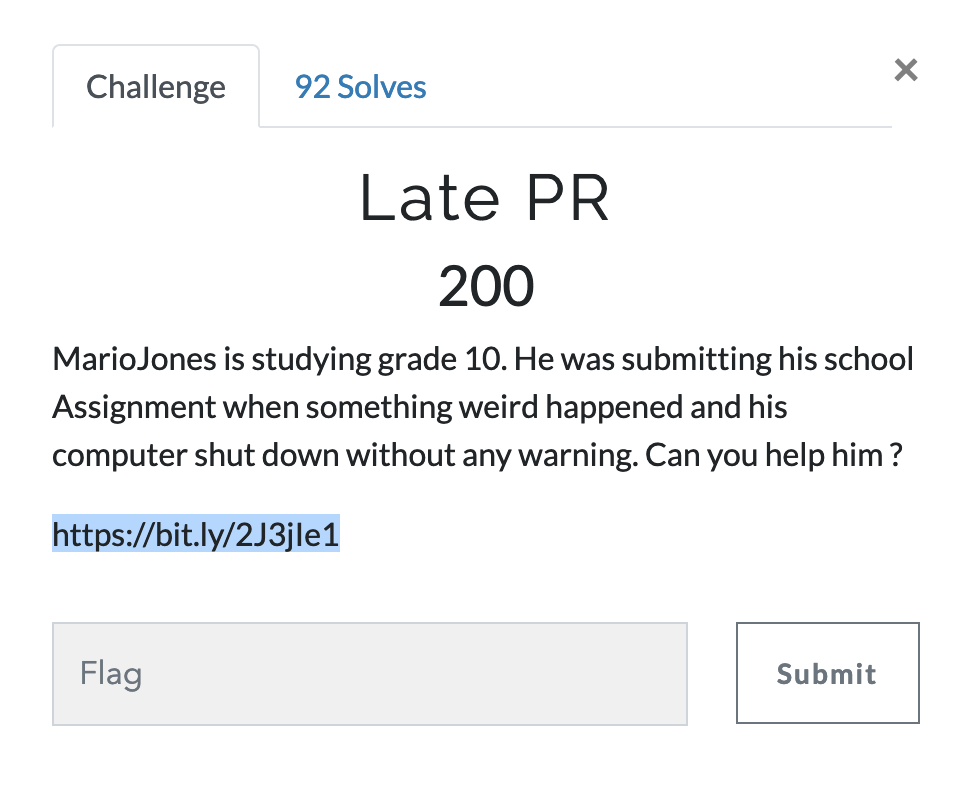 Challenge
92 Solves
×
Late PR
200
MarioJones is studying grade 10. He was submitting his school
Assignment when something weird happened and his
computer shut down without any warning. Can you help him ?
https://bit.ly/2J3jIe1
Flag
Submit